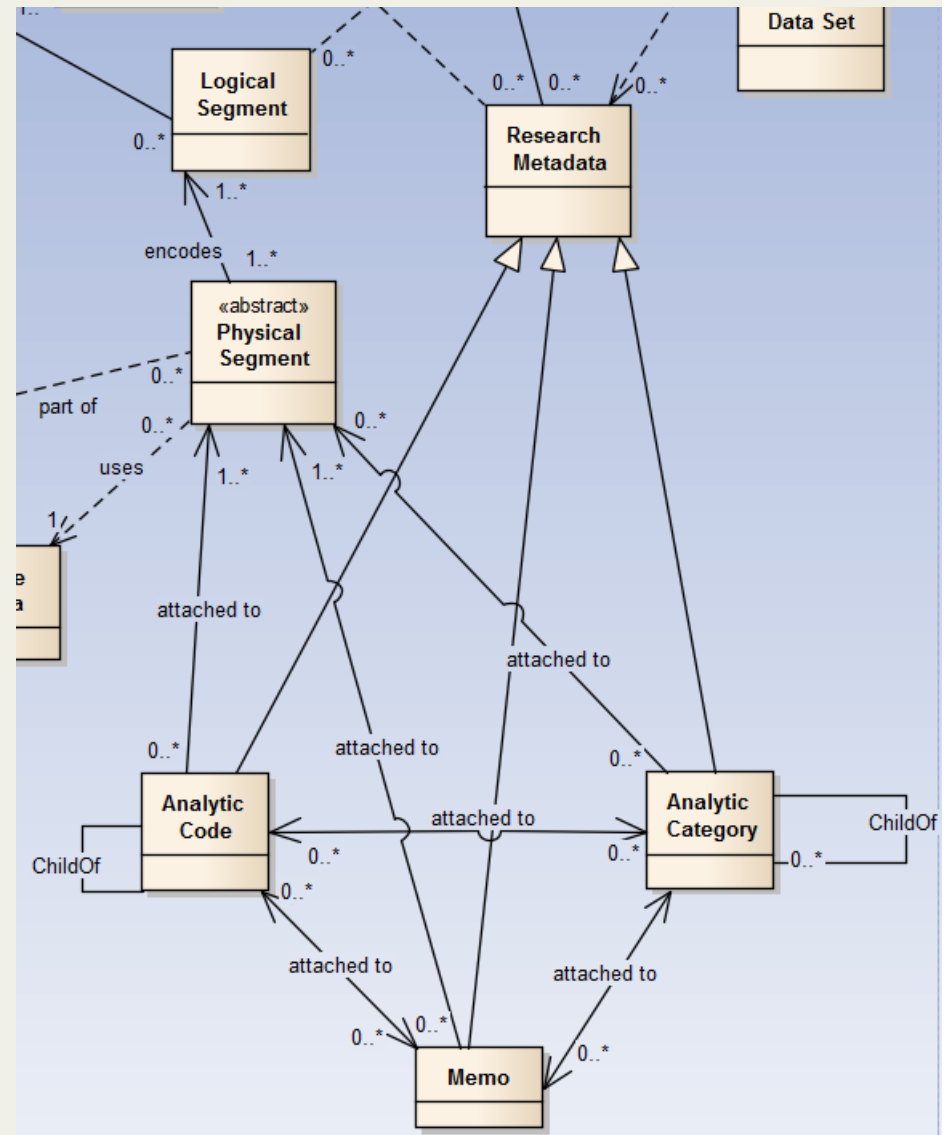 1..
Data Set
0..*
Logical
Segment
0..*
0..*
0..*
Research
Metadata
0..*
1..*
encodes
1..*
«abstract»
Physical
Segment
0..*
part of
0..*
0..*
uses
1..*
1..*
1
e
a
attached to
attached to
attached to
0..*
0..*
Analytic
Code
Analytic
Category
attached to
ChildOf
ChildOf
0..*
0..*
0..*
0..*
attached to
attached to
0..*
0..*
0..*
Memo